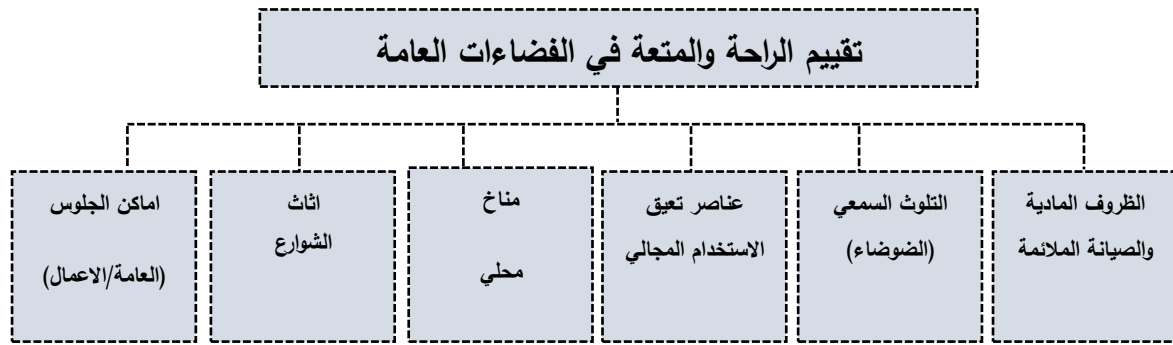 تقييم الراحة والمتعة في الفضاءات العامة
الظروف المادية
والصيانة الملائمة
التلوث السمعي
(الضوضاء)
عناصر تعيق
الاستخدام المجالي
مناخ
محلي
اثاث
الشوارع
اماكن الجلوس
(العامة/الاعمال)